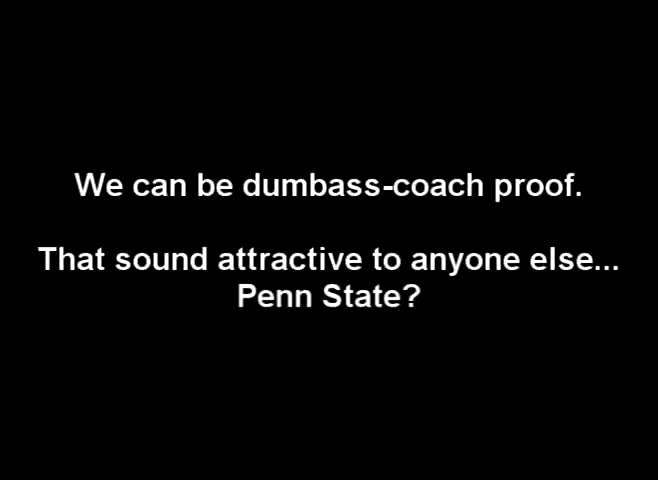 We can be dumbass-coach proof.
That sound attractive to anyone else...
Penn State?